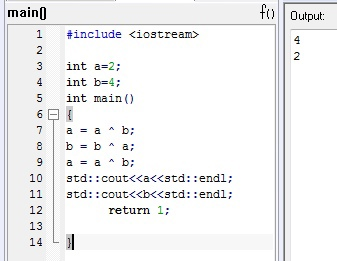 main()
f()
Output:
1 #include <iostream>
2
3 int a=2;
4 int b=4;
5 int main()
6 {
7 a = a ^ b;
8 b = b ^ a;
9 a = a ^ b;
10 std::cout<<a<<std::endl;
11 std::cout<<b<<std::endl;
12 return 1;
13
14 }
4
2